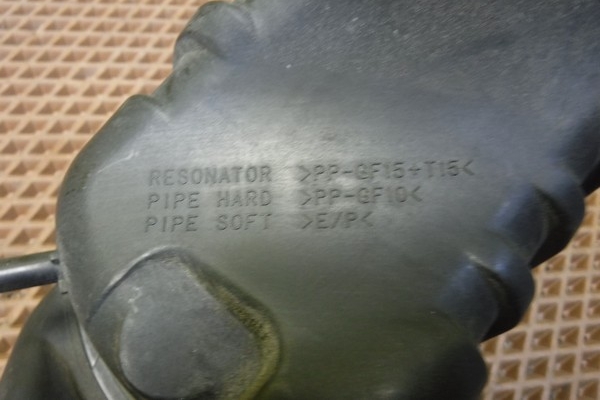 RESONATOR >PP-GF15+T15<
PIPE HARD >PP-GF10<
PIPE SOFT >E/P<